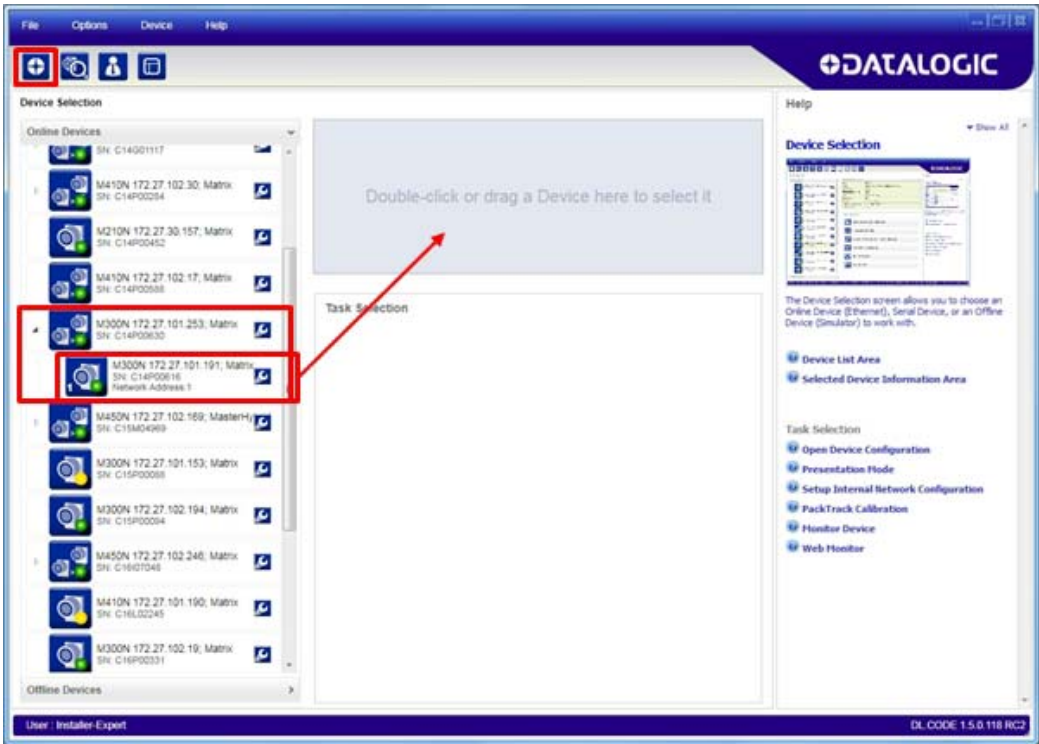 File Options Device Help
DATALOGIC
Device Selection
Online Devices
SN: C14G01117
M410N 172.27.102.30; Matrix
SN: C14P00264
M210N 172.27.30.157; Matrix
SN: C14P00452
M410N 172.27.102.17; Matrix
SN: C14P00588
M300N 172.27.101.253; Matrix
SN: C14P00630
M300N 172.27.101.191; Matrix
SN: C14P00616
Network Address 1
1
M450N 172.27.102.169; MasterHy
SN: C15M04969
M300N 172.27.101.153; Matrix
SN: C15P00088
M300N 172.27.102.194; Matrix
SN: C15P00094
M450N 172.27.102.246; Matrix
SN: C16I07046
M410N 172.27.101.190; Matrix
SN: C16L02245
M300N 172.27.102.19; Matrix
SN: C16P00331
Offline Devices
Double-click or drag a Device here to select it
Task Selection
Help
Show All
Device Selection
The Device Selection screen allows you to choose an
Online Device (Ethernet), Serial Device, or an Offline
Device (Simulator) to work with.
Device List Area
Selected Device Information Area
Task Selection
Open Device Configuration
Presentation Mode
Setup Internal Network Configuration
PackTrack Calibration
Monitor Device
Web Monitor
User : Installer-Expert
DL.CODE 1.5.0.118 RC2